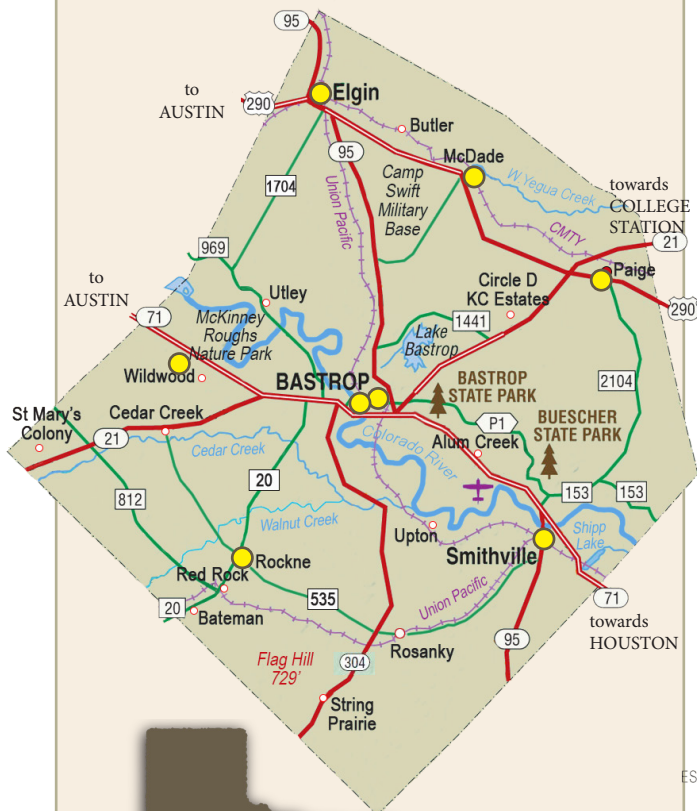 95
to
AUSTIN
290
Elgin
Butler
95
McDade
1704
Union Pacific
Camp
Swift
Military
Base
W Yegua Creek
towards
COLLEGE
STATION
CMTY
21
969
Paige
to
AUSTIN
Utley
Circle D
KC Estates
290
71
McKinney
Roughs
Nature Park
1441
Lake
Bastrop
Wildwood
BASTROP
BASTROP
STATE PARK
2104
St Mary's
Colony
Cedar Creek
P1
BUESCHER
STATE PARK
21
Cedar Creek
Colorado River
Alum Creek
20
812
153
153
Walnut Creek
Upton
Shipp
Lake
Smithville
Rockne
Red Rock
535
Union Pacific
71
20
Bateman
towards
HOUSTON
95
Rosanky
Flag Hill
729'
304
String
Prairie
ES